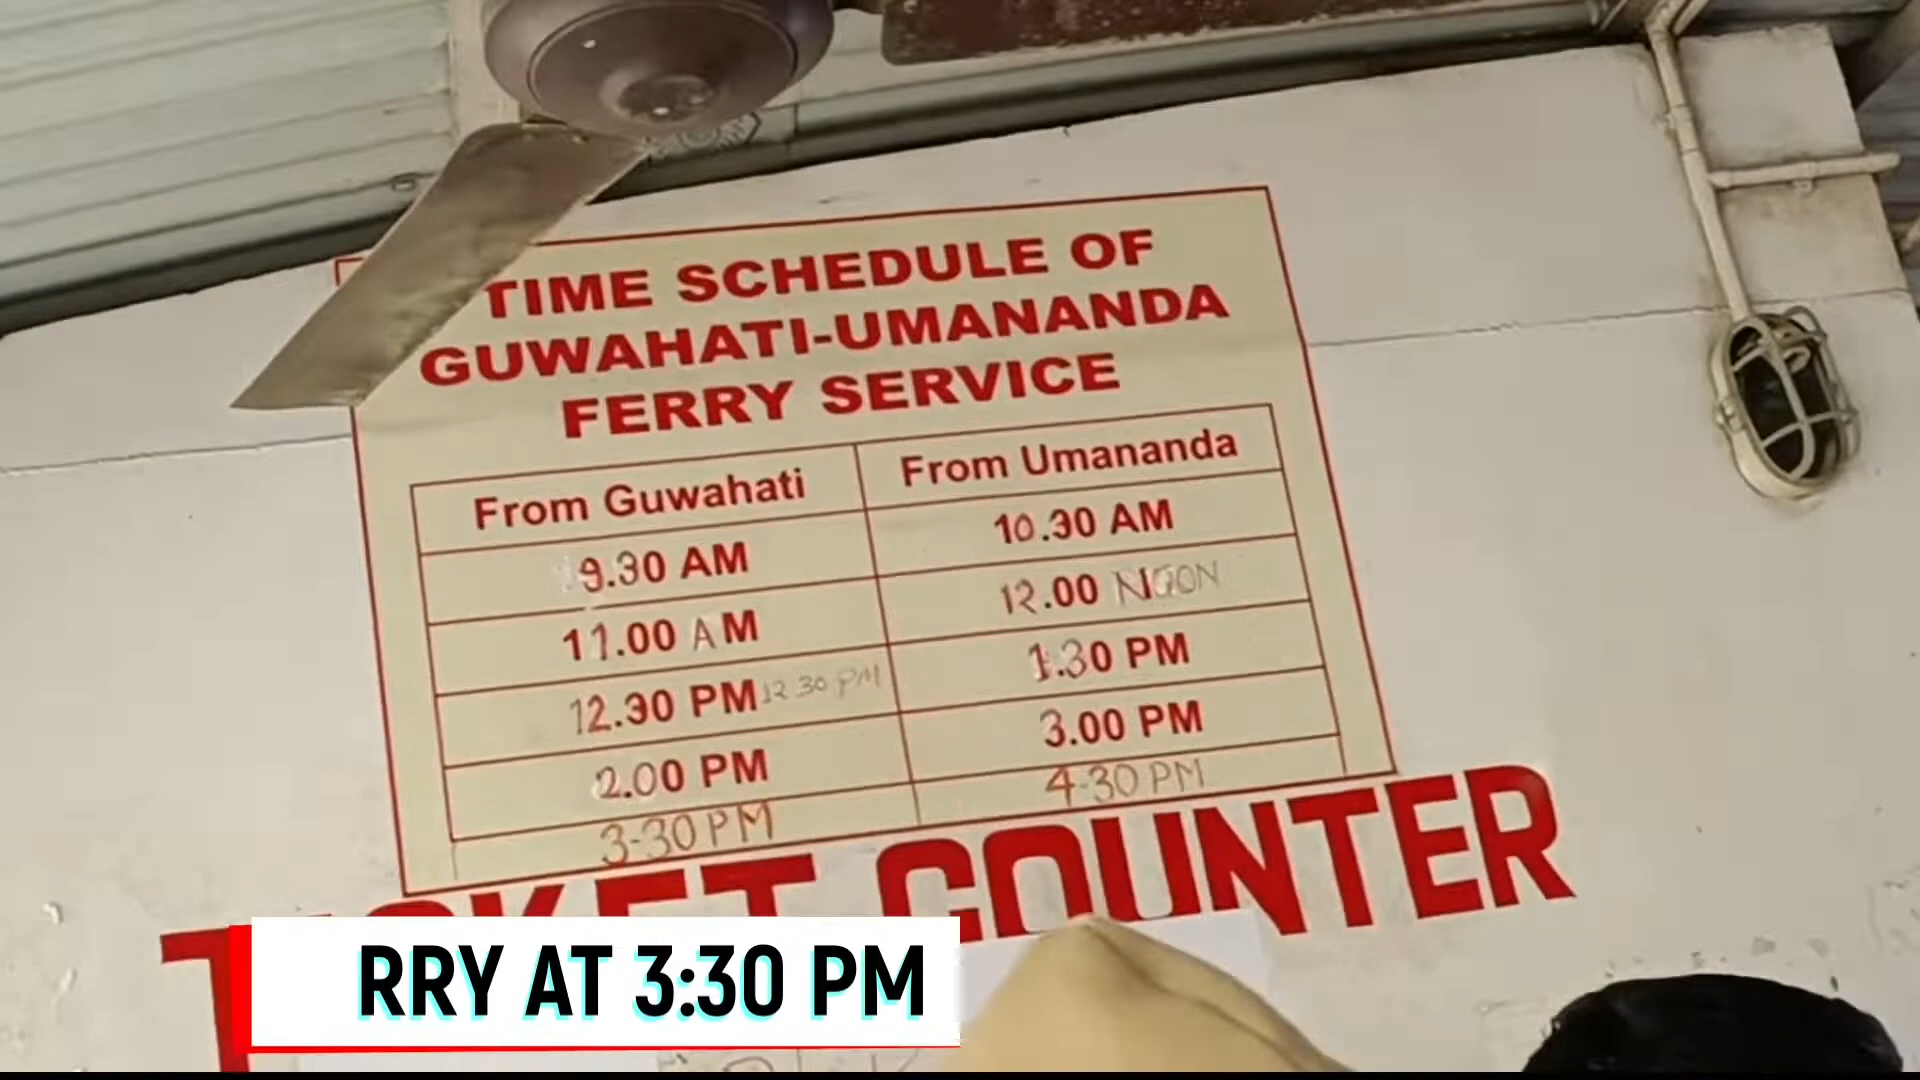 TIME SCHEDULE OF
GUWAHATI-UMANANDA
FERRY SERVICE
From Guwahati From Umananda
9.30 AM 10.30 AM
11.00 AM 12.00 NOON
12.30 PM 12 30 PM 1.30 PM
2.00 PM 3.00 PM
3-30 PM 4-30 PM
COUNTER
RRY AT 3:30 PM